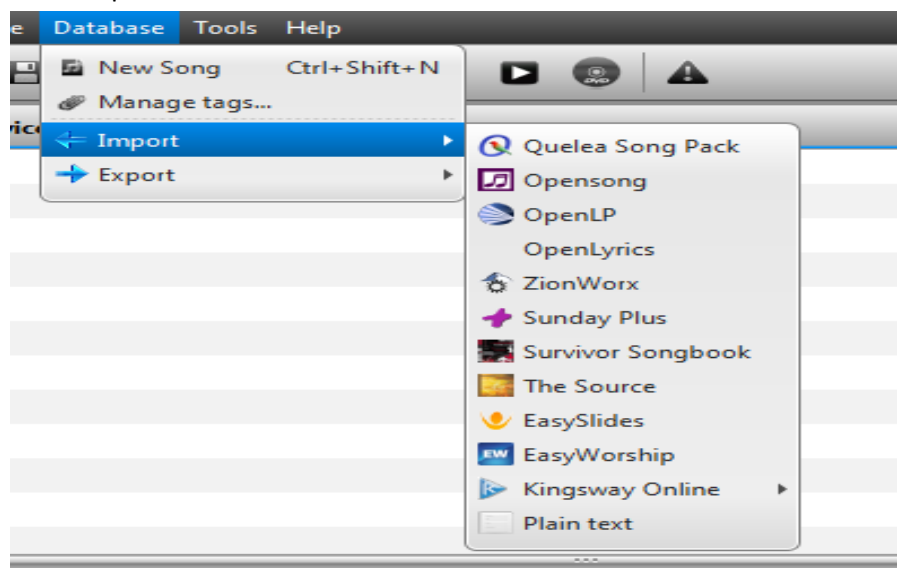 e Database Tools Help
New Song Ctrl+Shift+N
Manage tags...
Import
Export
Quelea Song Pack
Opensong
OpenLP
OpenLyrics
ZionWorx
Sunday Plus
Survivor Songbook
The Source
EasySlides
EW EasyWorship
Kingsway Online
Plain text